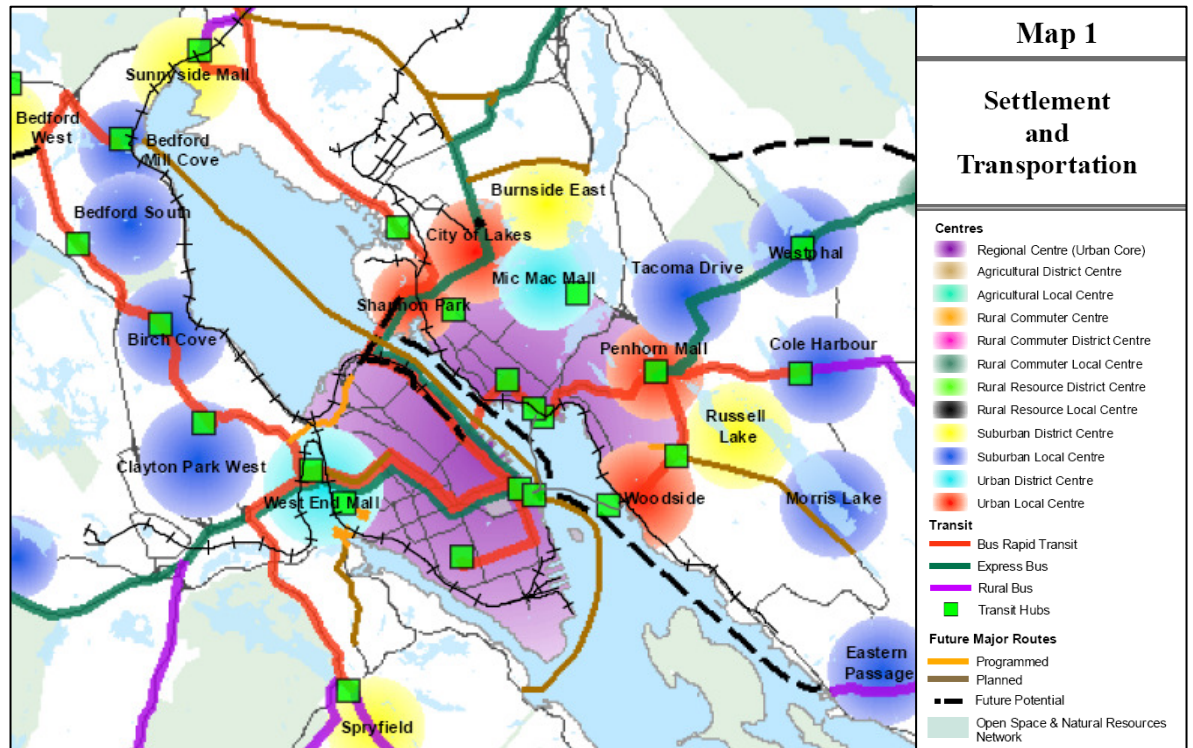 Sunnyside Mall
Bedford
West
Bedford
Mill Cove
Bedford South
Burnside East
City of Lakes
Mic Mac Mall
Tacoma Drive
Westphal
Shannon Park
Birch Cove
Penhorn Mall
Cole Harbour
Russell
Lake
Clayton Park West
West End Mall
Woodside
Morris Lake
Eastern
Passage
Spryfield
Map 1
Settlement
and
Transportation
Centres
Regional Centre (Urban Core)
Agricultural District Centre
Agricultural Local Centre
Rural Commuter Centre
Rural Commuter District Centre
Rural Commuter Local Centre
Rural Resource District Centre
Rural Resource Local Centre
Suburban District Centre
Suburban Local Centre
Urban District Centre
Urban Local Centre
Transit
Bus Rapid Transit
Express Bus
Rural Bus
Transit Hubs
Future Major Routes
Programmed
Planned
Future Potential
Open Space & Natural Resources
Network